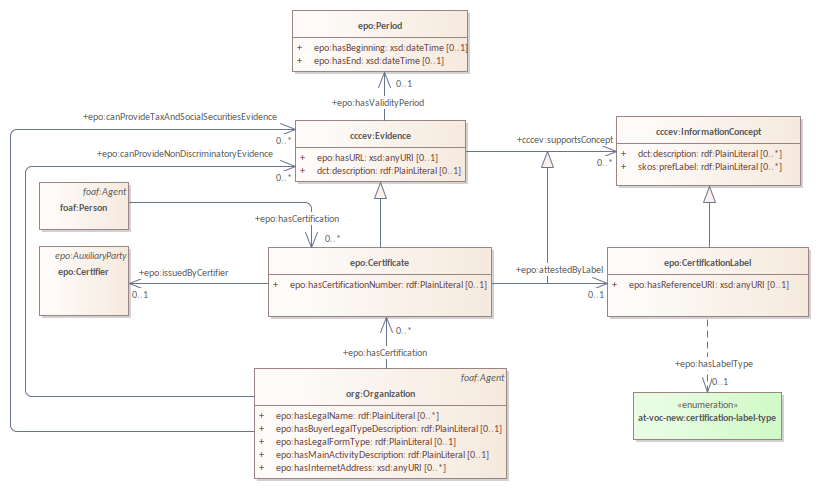 epo:Period
+ epo:hasBeginning: xsd:dateTime [0..1]
+ epo:hasEnd: xsd:dateTime [0..1]
0..1
+epo:hasValidityPeriod
+epo:canProvideTaxAndSocialSecuritiesEvidence
0..*
cccev:Evidence
+ epo:hasURL: xsd:anyURI [0..1]
+ dct:description: rdf:PlainLiteral [0..1]
+cccev:supportsConcept
0..*
cccev:InformationConcept
+ dct:description: rdf:PlainLiteral [0..*]
+ skos:prefLabel: rdf:PlainLiteral [0..*]
+epo:canProvideNonDiscriminatoryEvidence
0..*
foaf:Agent
foaf:Person
+epo:hasCertification
0..*
epo:AuxiliaryParty
epo:Certifier
+epo:issuedByCertifier
0..1
epo:Certificate
+ epo:hasCertificationNumber: rdf:PlainLiteral [0..1]
+epo:attestedByLabel
0..1
epo:CertificationLabel
+ epo:hasReferenceURI: xsd:anyURI [0..1]
0..*
+epo:hasCertification
+epo:hasLabelType
0..1
foaf:Agent
org:Organization
+ epo:hasLegalName: rdf:PlainLiteral [0..*]
+ epo:hasBuyerLegalTypeDescription: rdf:PlainLiteral [0..1]
+ epo:hasLegalFormType: rdf:PlainLiteral [0..1]
+ epo:hasMainActivityDescription: rdf:PlainLiteral [0..1]
+ epo:hasInternetAddress: xsd:anyURI [0..*]
«enumeration»
at-voc-new:certification-label-type